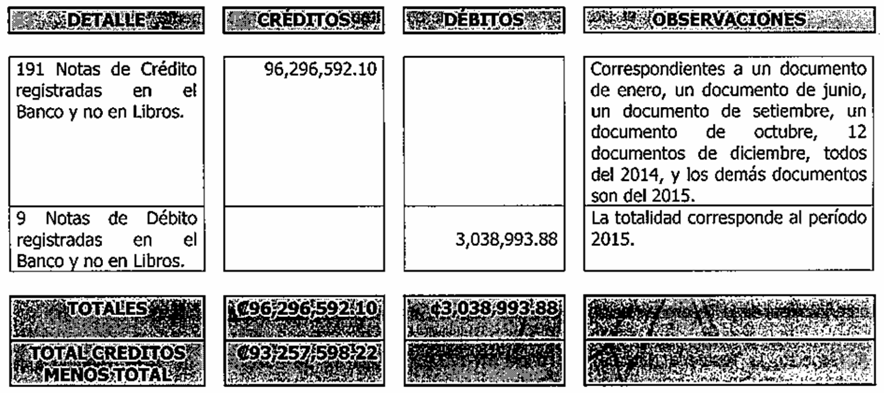 DETALLE CRÉDITOS DÉBITOS OBSERVACIONES
191 Notas de Crédito
registradas en el
Banco y no en Libros.
96,296,592.10
Correspondientes a un documento
de enero, un documento de junio,
un documento de setiembre, un
documento de octubre, 12
documentos de diciembre, todos
del 2014, y los demás documentos
son del 2015.
9 Notas de Débito
registradas en el
Banco y no en Libros.
3,038,993.88
La totalidad corresponde al período
2015.
TOTALES ₡96,296,592.10 ¢3,038,993.88
TOTAL CREDITOS
MENOS TOTAL
₡93,257,598.22